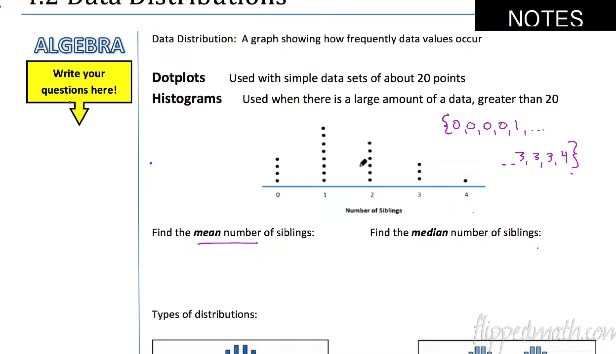 1.2 Data Distributions
NOTES
ALGEBRA
Write your
questions here!
Data Distribution: A graph showing how frequently data values occur
Dotplots Used with simple data sets of about 20 points
Histograms Used when there is a large amount of a data, greater than 20
{0,0,0,0,1,...
...3,3,3,4}
0 1 2 3 4
Number of Siblings
Find the mean number of siblings: Find the median number of siblings:
Types of distributions:
flippedmath.com